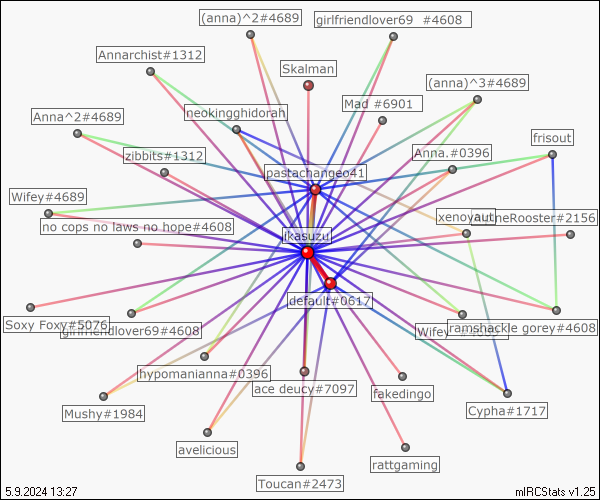 (anna)^2#4689
girlfriendlover69 #4608
Annarchist#1312
Skalman
(anna)^3#4689
Mad #6901
neokingghidorah
Anna^2#4689
frisout
zibbits#1312
Anna.#0396
pastachangeo41
Wifey#4689
xenoyaut
neRooster#2156
no cops no laws no hope#4608
ikasuzu
default#0617
Soxy Foxy#5076
girlfriendlover69#4608
Wifey
ramshackle gorey#4608
hypomanianna#0396
ace deucy#7097
fakedingo
Mushy#1984
Cypha#1717
avelicious
rattgaming
Toucan#2473
5.9.2024 13:27
mIRCStats v1.25